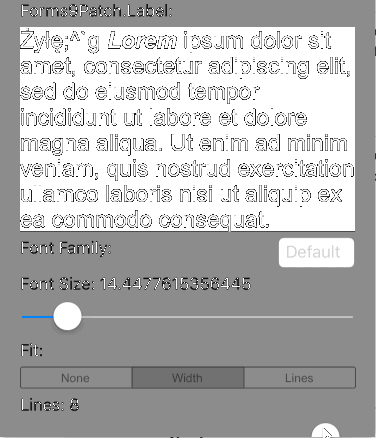 Forms9Patch.Label:
Żyłę;^`g Lorem ipsum dolor sit
amet, consectetur adipiscing elit,
sed do eiusmod tempor
incididunt ut labore et dolore
magna aliqua. Ut enim ad minim
veniam, quis nostrud exercitation
ullamco laboris nisi ut aliquip ex
ea commodo consequat.
Font Family:
Default
Font Size: 14.4477615356445
Fit:
None
Width
Lines
Lines: 8